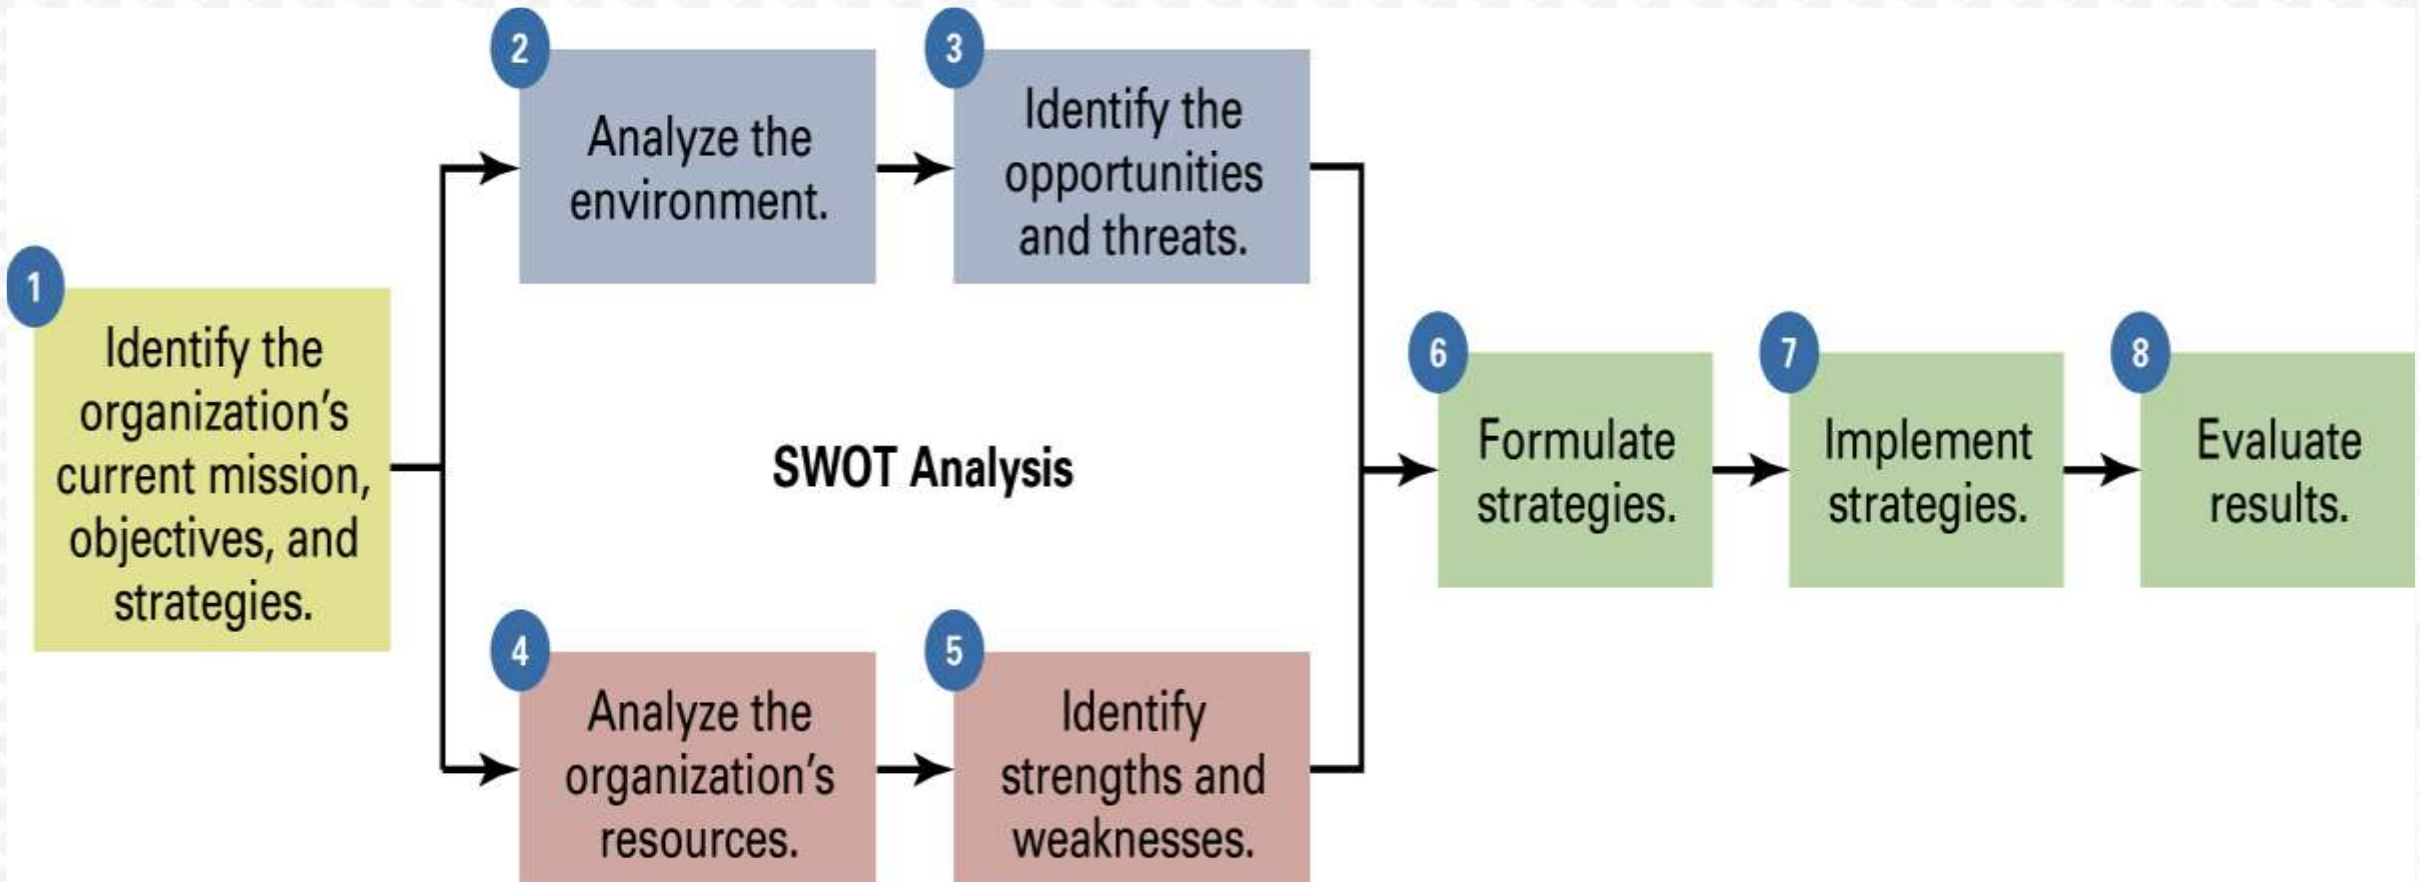 1
Identify the
organization’s
current mission,
objectives, and
strategies.
2
Analyze the
environment.
3
Identify the
opportunities
and threats.
SWOT Analysis
4
Analyze the
organization’s
resources.
5
Identify
strengths and
weaknesses.
6
Formulate
strategies.
7
Implement
strategies.
8
Evaluate
results.